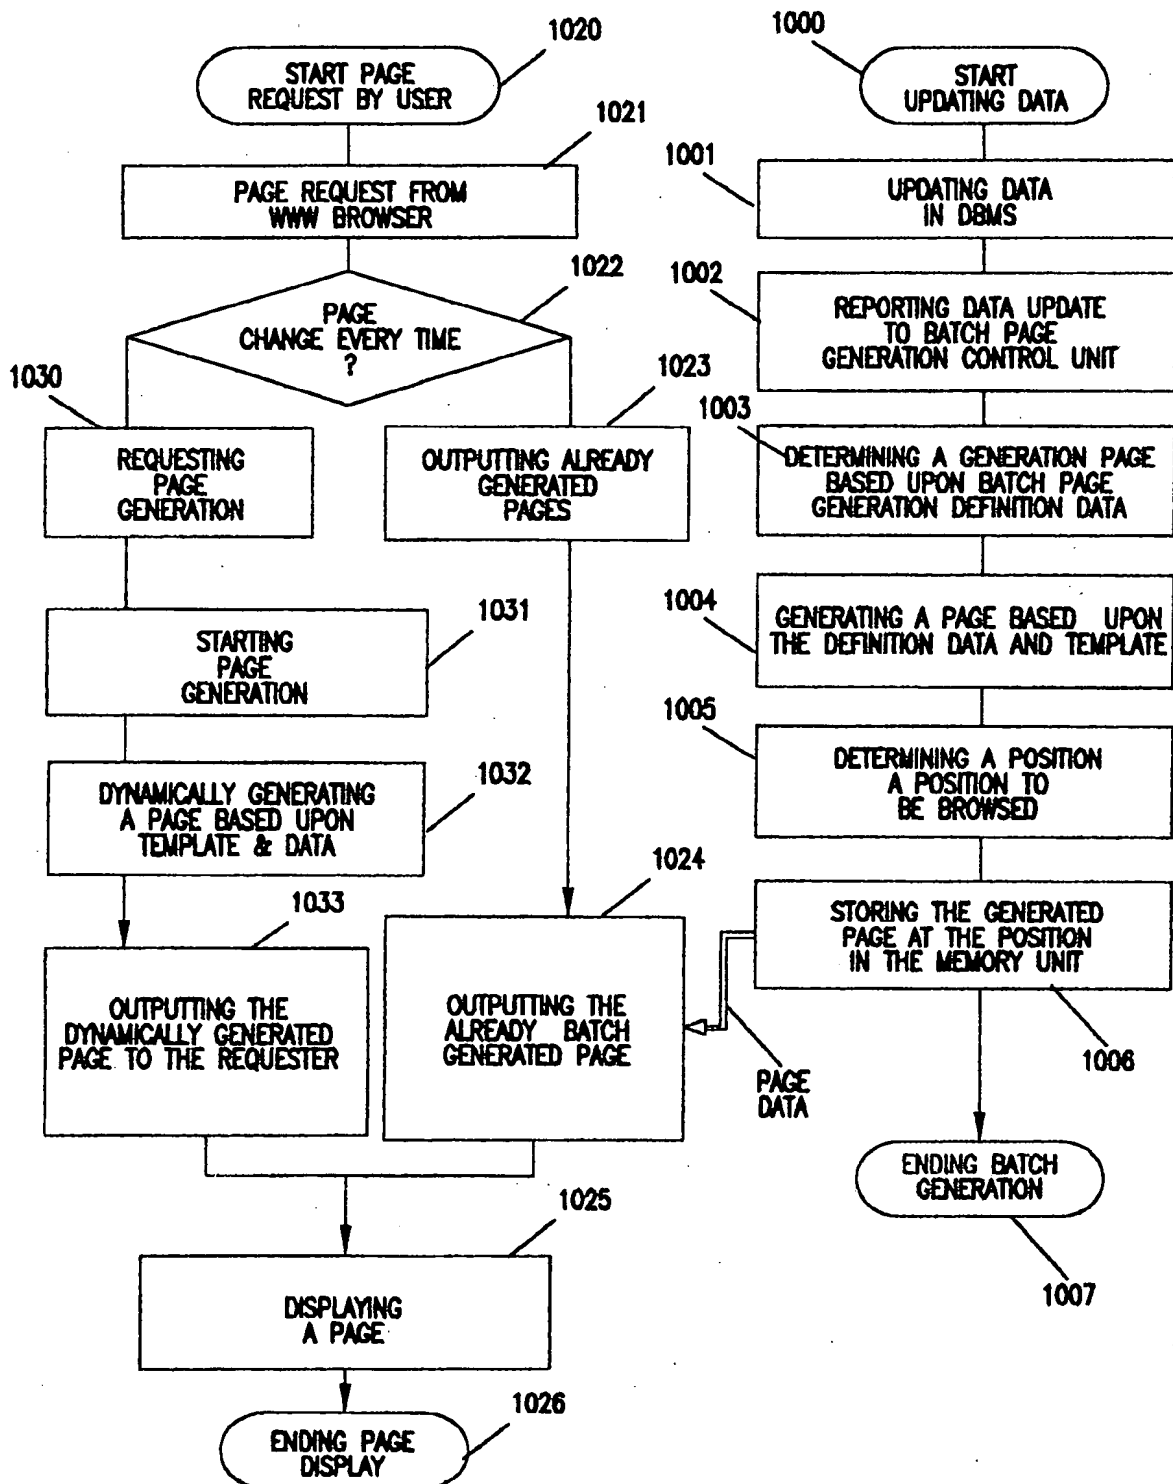 1020
START PAGE
REQUEST BY USER
1021
PAGE REQUEST FROM
WWW BROWSER
1022
PAGE
CHANGE EVERY TIME
?
1030
REQUESTING
PAGE
GENERATION
1023
OUTPUTTING ALREADY
GENERATED
PAGES
1031
STARTING
PAGE
GENERATION
1032
DYNAMICALLY GENERATING
A PAGE BASED UPON
TEMPLATE & DATA
1033
OUTPUTTING THE
DYNAMICALLY GENERATED
PAGE TO THE REQUESTER
1024
OUTPUTTING THE
ALREADY BATCH
GENERATED PAGE
1025
DISPLAYING
A PAGE
1026
ENDING PAGE
DISPLAY
1000
START
UPDATING DATA
1001
UPDATING DATA
IN DBMS
1002
REPORTING DATA UPDATE
TO BATCH PAGE
GENERATION CONTROL UNIT
1003
DETERMINING A GENERATION PAGE
BASED UPON BATCH PAGE
GENERATION DEFINITION DATA
1004
GENERATING A PAGE BASED UPON
THE DEFINITION DATA AND TEMPLATE
1005
DETERMINING A POSITION
A POSITION TO
BE BROWSED
STORING THE GENERATED
PAGE AT THE POSITION
IN THE MEMORY UNIT
1006
PAGE
DATA
ENDING BATCH
GENERATION
1007